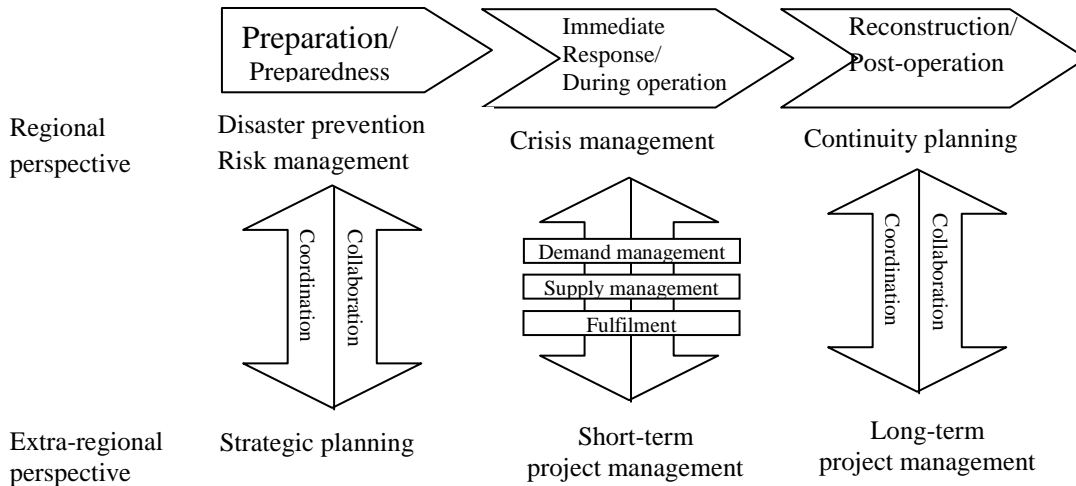 Preparation/
Preparedness
Immediate
Response/
During operation
Reconstruction/
Post-operation
Regional
perspective
Disaster prevention
Risk management
Crisis management
Continuity planning
Coordination
Collaboration
Demand management
Supply management
Fulfilment
Coordination
Collaboration
Extra-regional
perspective
Strategic planning
Short-term
project management
Long-term
project management